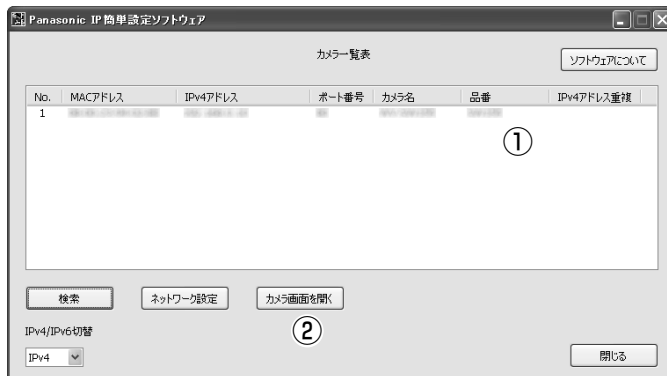 Panasonic IP簡単設定ソフトウェア
カメラ一覧表
ソフトウェアについて
No. MACアドレス IPv4アドレス ポート番号 カメラ名 品番 IPv4アドレス重複
1
①
検索 ネットワーク設定 カメラ画面を開く
②
IPv4/IPv6切替
IPv4 閉じる